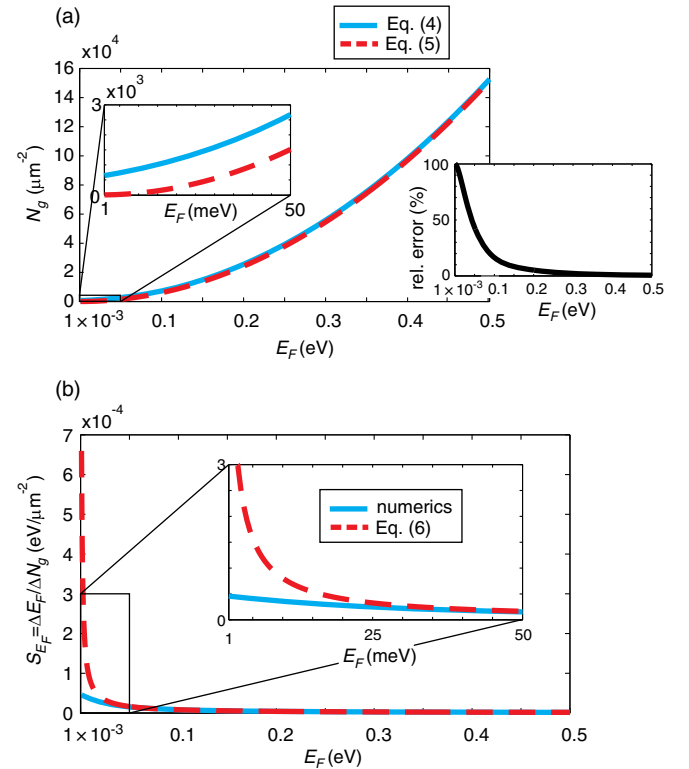 (a)
Eq. (4)
Eq. (5)
x10^4
16
14
12
10
8
6
4
2
0
N_g (μm^-2)
x10^3
3
0
1
50
E_F (meV)
1×10^-3
0.1
0.2
0.3
0.4
0.5
E_F (eV)
100
50
0
rel. error (%)
1×10^-3
0.1
0.2
0.3
0.4
0.5
E_F (eV)
(b)
x10^-4
7
6
5
4
3
2
1
0
S_{E_F}=ΔE_F/ΔN_g (eV/μm^-2)
3
0
numerics
Eq. (6)
1
25
50
E_F (meV)
1×10^-3
0.1
0.2
0.3
0.4
0.5
E_F (eV)